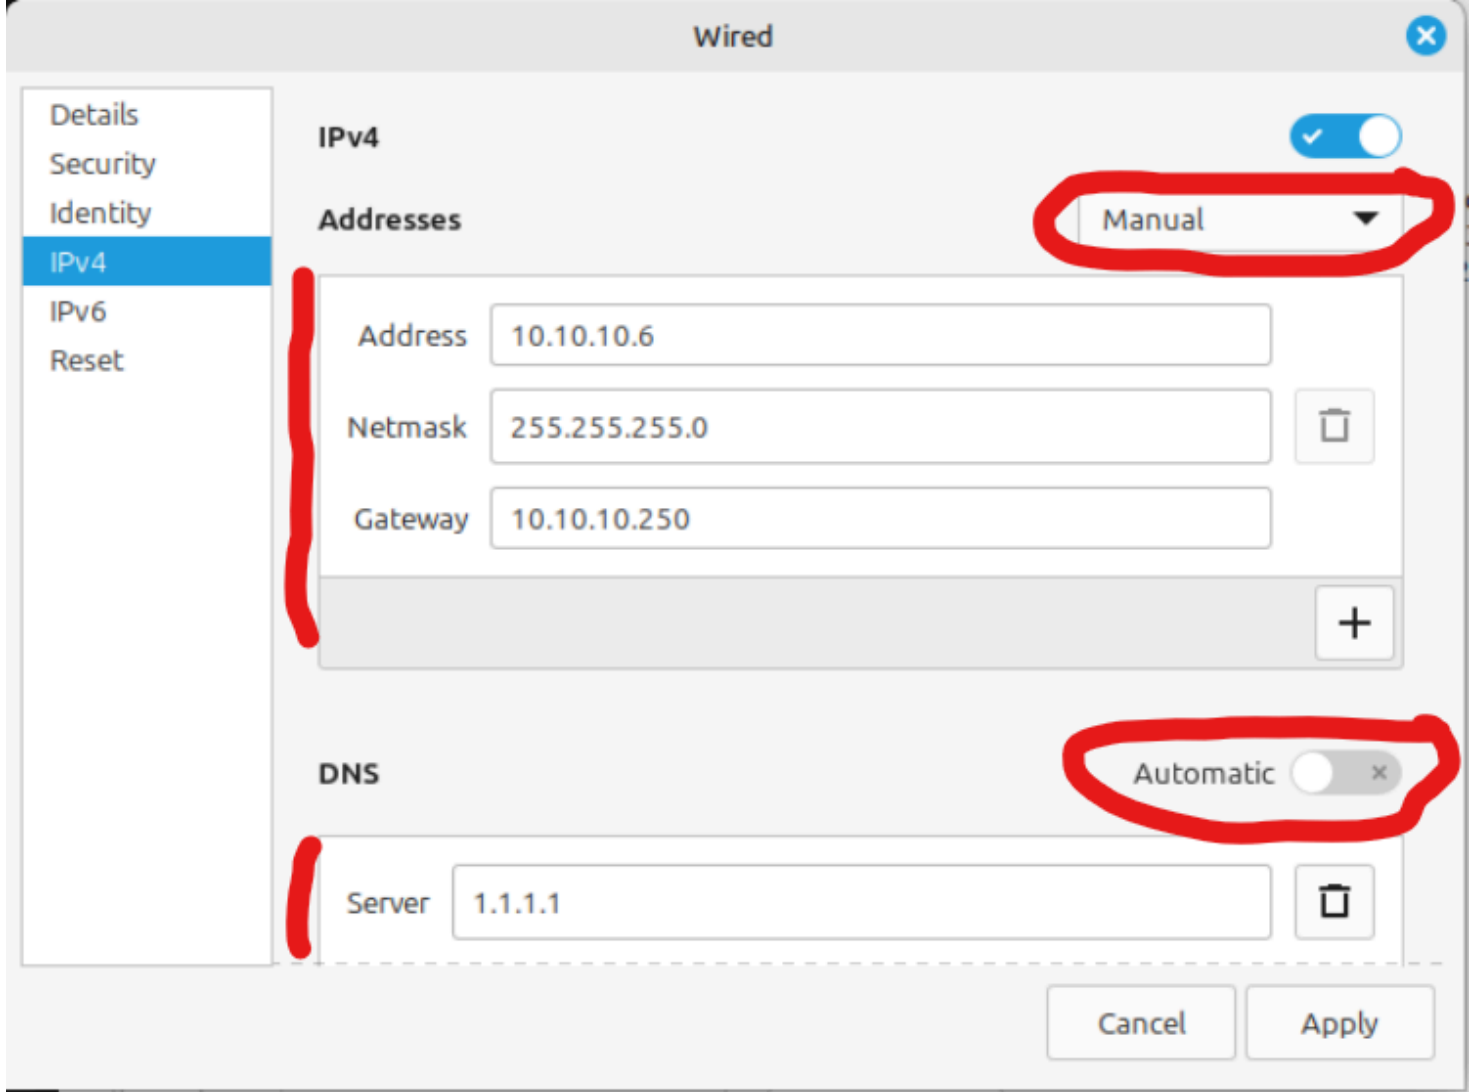 Wired
Details
Security
Identity
IPv4
IPv6
Reset
IPv4
Addresses
Manual
Address 10.10.10.6
Netmask 255.255.255.0
Gateway 10.10.10.250
DNS
Automatic
Server 1.1.1.1
Cancel
Apply